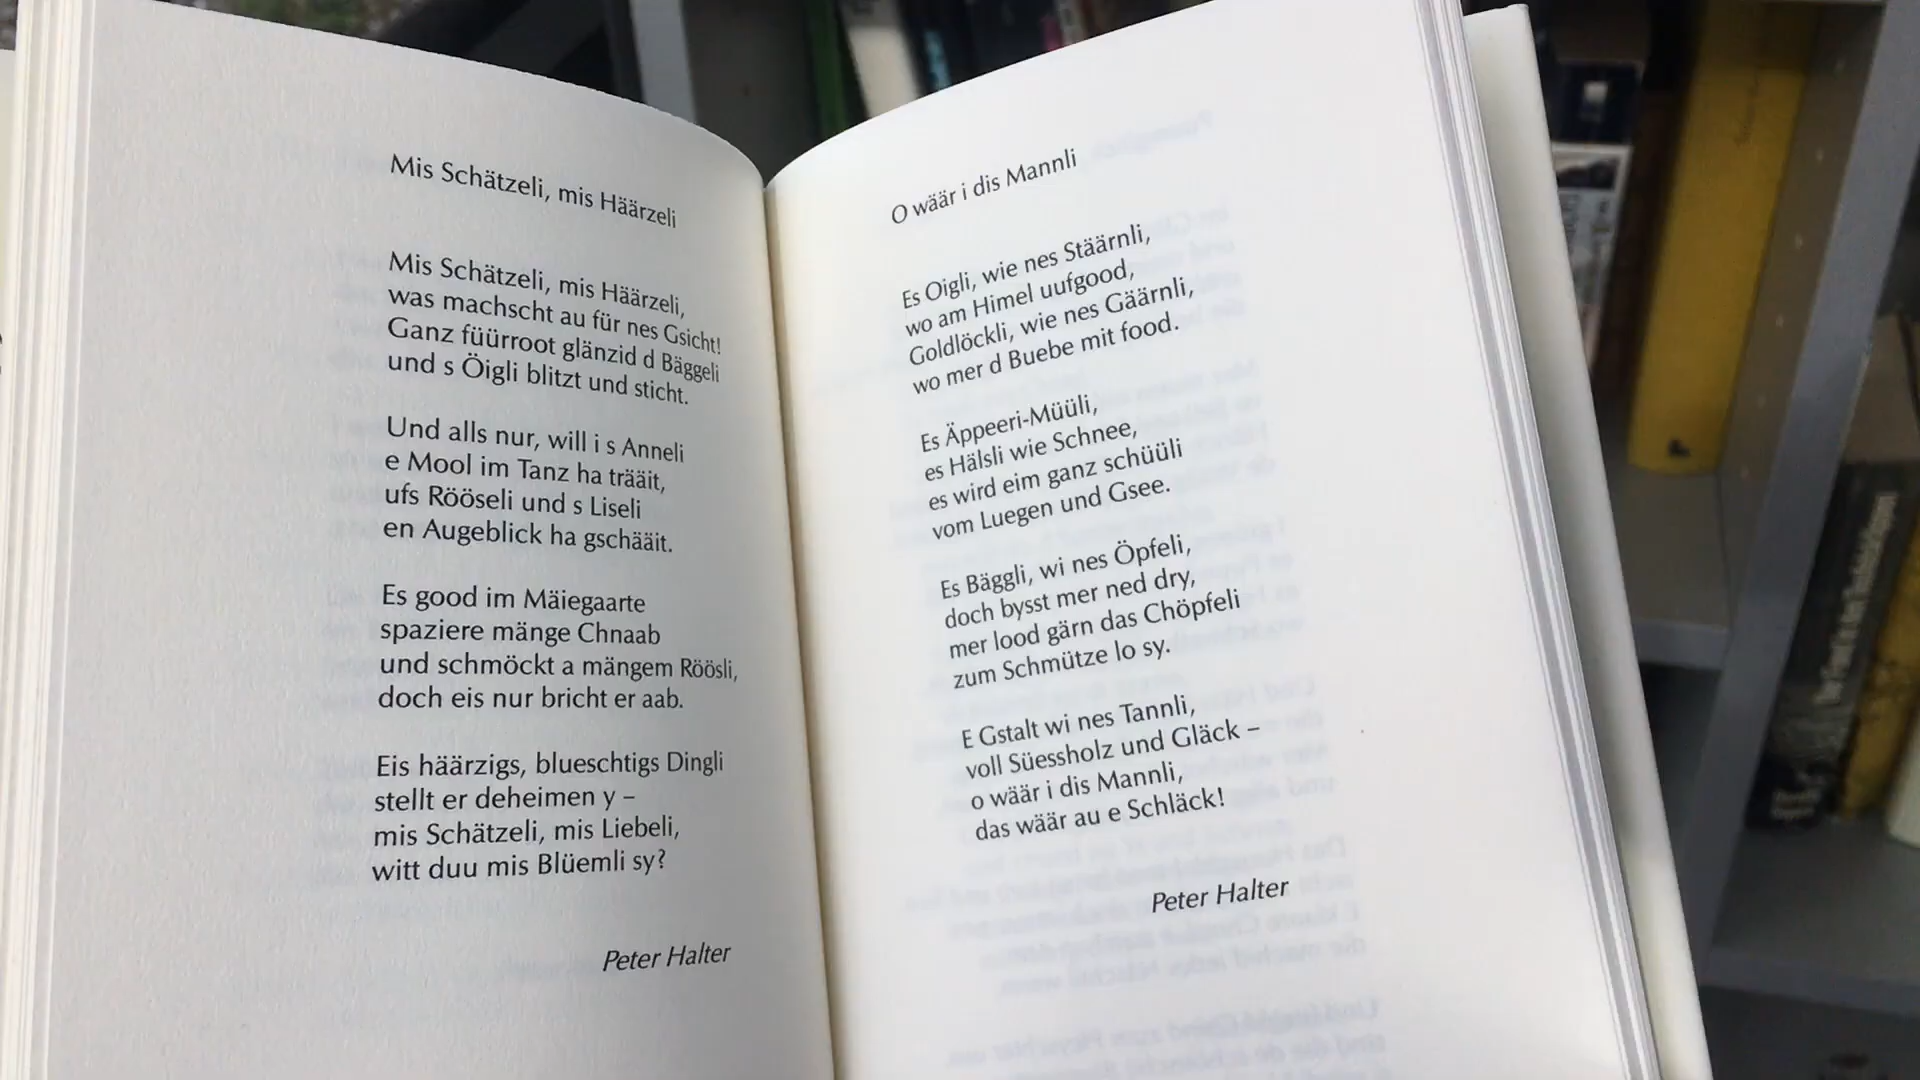 Mis Schätzeli, mis Häärzeli
Mis Schätzeli, mis Häärzeli,
was machscht au für nes Gsicht!
Ganz füürroot glänzid d Bäggeli
und s Öigli blitzt und sticht.
Und alls nur, will i s Anneli
e Mool im Tanz ha trääit,
ufs Rööseli und s Liseli
en Augeblick ha gschääit.
Es good im Mäiegaarte
spaziere mänge Chnaab
und schmöckt a mängem Röösli,
doch eis nur bricht er aab.
Eis häärzigs, blueschtigs Dingli
stellt er deheimen y –
mis Schätzeli, mis Liebeli,
witt duu mis Blüemli sy?
Peter Halter
O wäär i dis Mannli
Es Oigli, wie nes Stäärnli,
wo am Himel uufgood,
Goldlöckli, wie nes Gäärnli,
wo mer d Buebe mit food.
Es Äppeeri-Müüli,
es Hälsli wie Schnee,
es wird eim ganz schüüli
vom Luegen und Gsee.
Es Bäggli, wi nes Öpfeli,
doch bysst mer ned dry,
mer lood gärn das Chöpfeli
zum Schmütze lo sy.
E Gstalt wi nes Tannli,
voll Süessholz und Gläck –
o wäär i dis Mannli,
das wäär au e Schläck!
Peter Halter